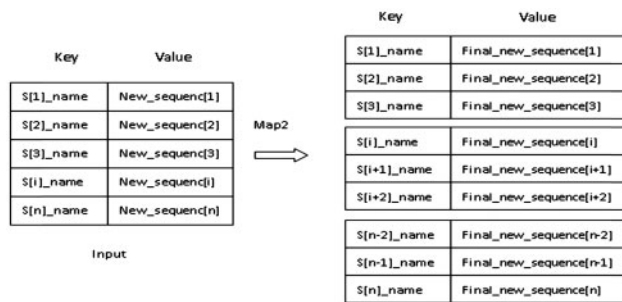 Key Value
S[1]_name New_sequenc[1]
S[2]_name New_sequenc[2]
S[3]_name New_sequenc[3]
S[i]_name New_sequenc[i]
S[n]_name New_sequenc[n]
Input
Map2
Key Value
S[1]_name Final_new_sequence[1]
S[2]_name Final_new_sequence[2]
S[3]_name Final_new_sequence[3]
S[i]_name Final_new_sequence[i]
S[i+1]_name Final_new_sequence[i+1]
S[i+2]_name Final_new_sequence[i+2]
S[n-2]_name Final_new_sequence[n-2]
S[n-1]_name Final_new_sequence[n-1]
S[n]_name Final_new_sequence[n]